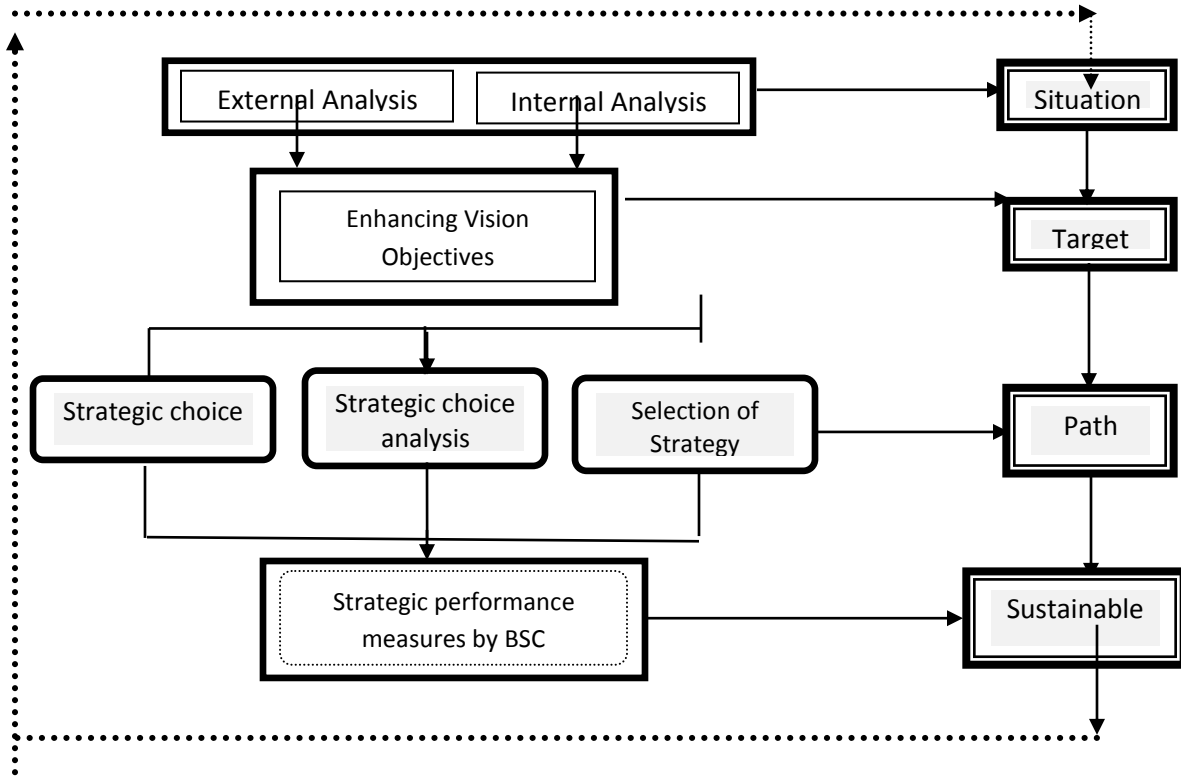 External Analysis
Internal Analysis
Situation
Enhancing Vision
Objectives
Target
Strategic choice
Strategic choice
analysis
Selection of
Strategy
Path
Strategic performance
measures by BSC
Sustainable